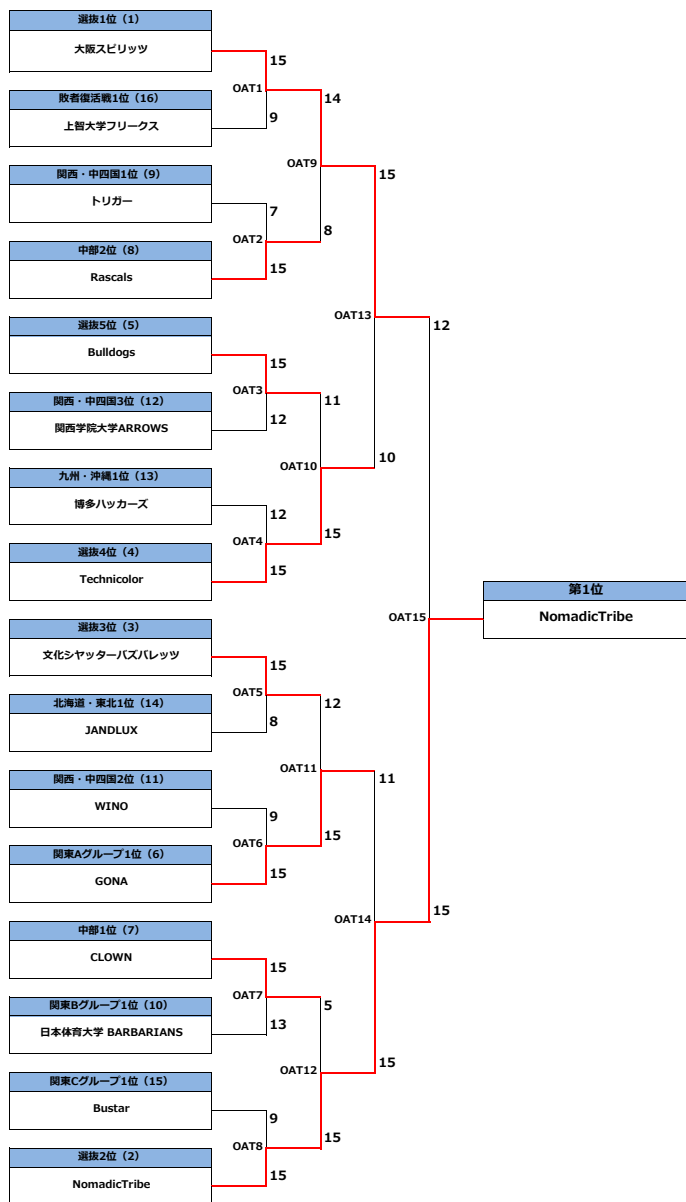 選抜1位（1）
大阪スピリッツ
15
OAT1
敗者復活戦1位（16）
14
9
上智大学フリークス
OAT9
関西・中四国1位（9）
15
トリガー
7
OAT2
8
中部2位（8）
15
Rascals
OAT13
選抜5位（5）
12
Bulldogs
15
OAT3
関西・中四国3位（12）
11
12
関西学院大学ARROWS
OAT10
10
九州・沖縄1位（13）
博多ハッカーズ
12
OAT4
15
選抜4位（4）
15
Technicolor
第1位
OAT15
NomadicTribe
選抜3位（3）
文化シヤッターバズバレッツ
15
OAT5
北海道・東北1位（14）
12
8
JANDLUX
OAT11
11
関西・中四国2位（11）
WINO
9
OAT6
15
関東Aグループ1位（6）
15
GONA
15
OAT14
中部1位（7）
CLOWN
15
OAT7
関東Bグループ1位（10）
5
13
日本体育大学 BARBARIANS
OAT12
15
関東Cグループ1位（15）
Bustar
9
OAT8
15
選抜2位（2）
15
NomadicTribe